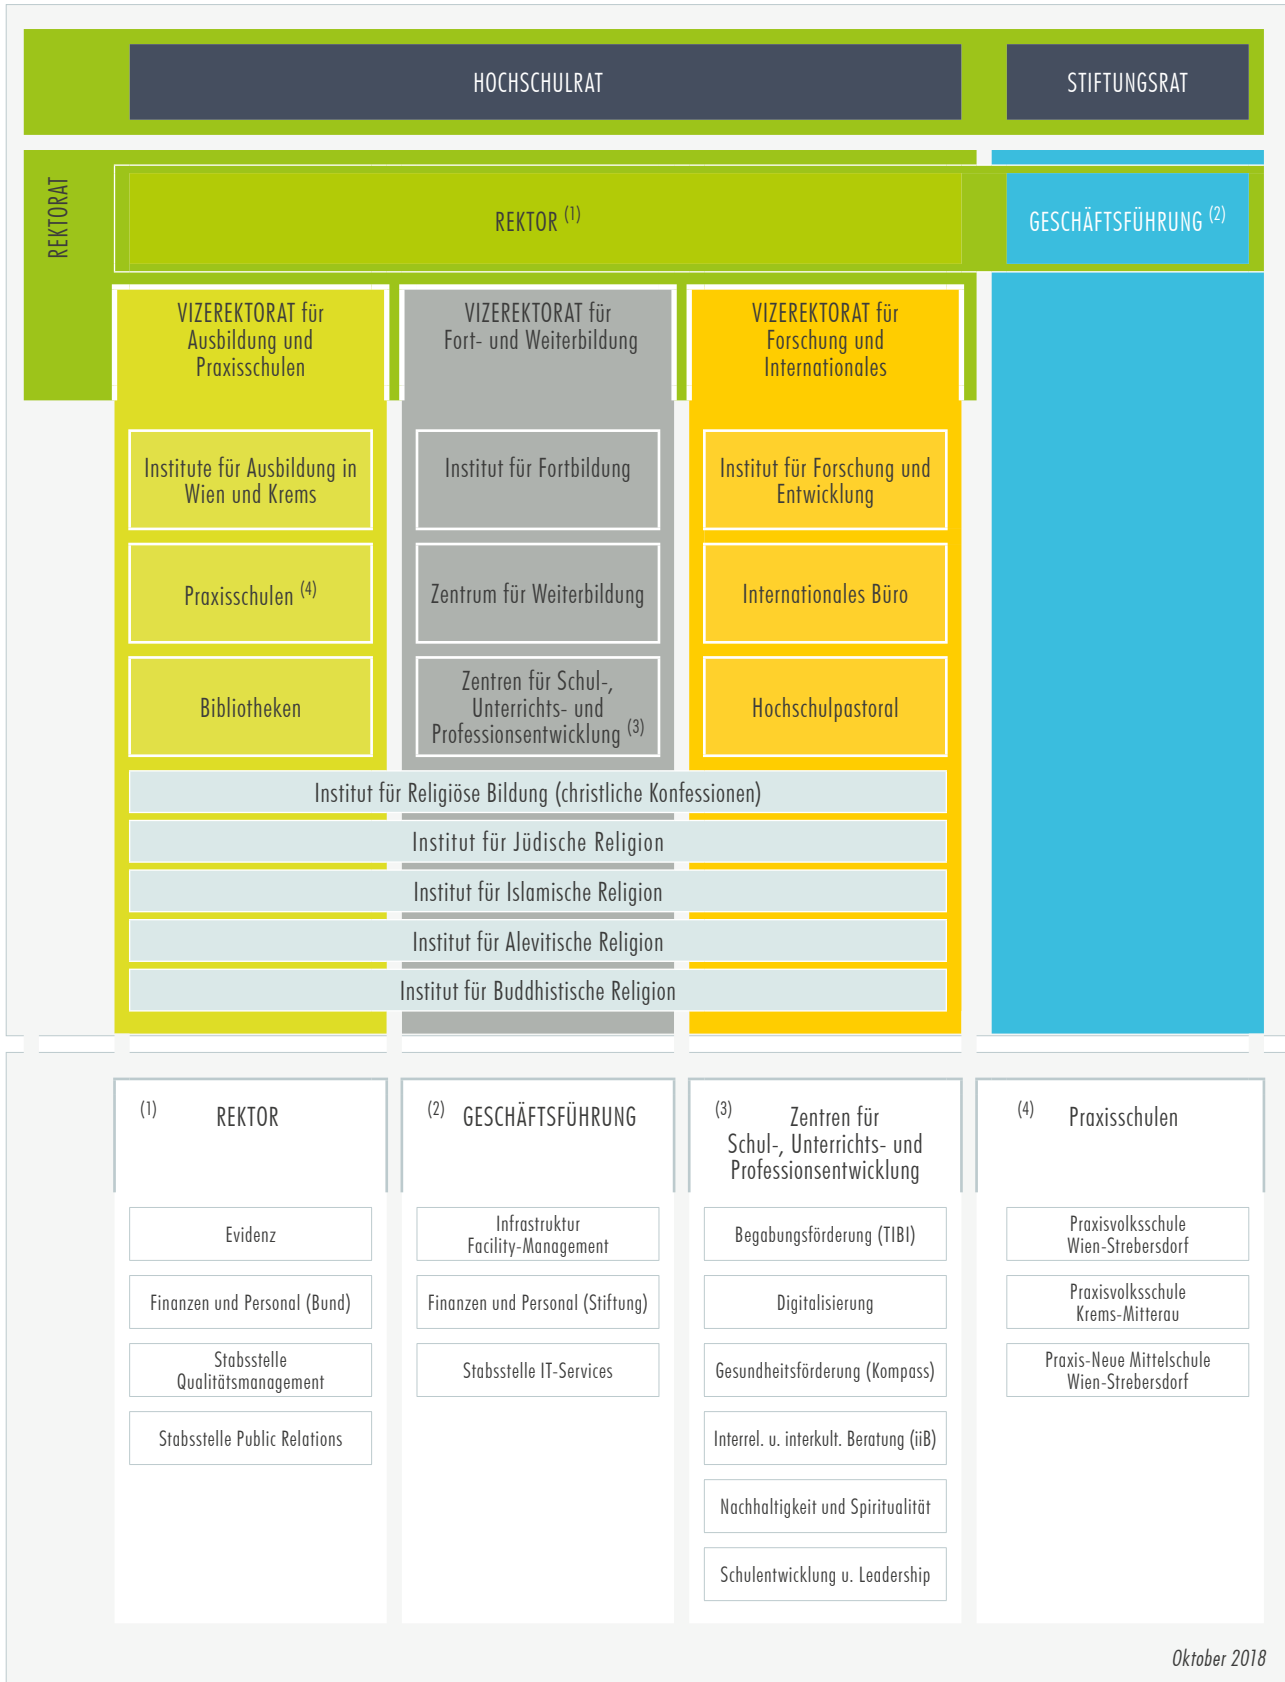 HOCHSCHULRAT
STIFTUNGSRAT
REKTORAT
REKTOR (1)
GESCHÄFTSFÜHRUNG (2)
VIZEREKTORAT für
Ausbildung und
Praxisschulen
VIZEREKTORAT für
Fort- und Weiterbildung
VIZEREKTORAT für
Forschung und
Internationales
Institute für Ausbildung in
Wien und Krems
Institut für Fortbildung
Institut für Forschung und
Entwicklung
Praxisschulen (4)
Zentrum für Weiterbildung
Internationales Büro
Bibliotheken
Zentren für Schul-,
Unterrichts- und
Professionsentwicklung (3)
Hochschulpastoral
Institut für Religiöse Bildung (christliche Konfessionen)
Institut für Jüdische Religion
Institut für Islamische Religion
Institut für Alevitische Religion
Institut für Buddhistische Religion
(1) REKTOR
Evidenz
Finanzen und Personal (Bund)
Stabsstelle
Qualitätsmanagement
Stabsstelle Public Relations
(2) GESCHÄFTSFÜHRUNG
Infrastruktur
Facility-Management
Finanzen und Personal (Stiftung)
Stabsstelle IT-Services
(3) Zentren für
Schul-, Unterrichts- und
Professionsentwicklung
Begabungsförderung (TIBI)
Digitalisierung
Gesundheitsförderung (Kompass)
Interrel. u. interkult. Beratung (iiB)
Nachhaltigkeit und Spiritualität
Schulentwicklung u. Leadership
(4) Praxisschulen
Praxisvolksschule
Wien-Strebersdorf
Praxisvolksschule
Krems-Mitterau
Praxis-Neue Mittelschule
Wien-Strebersdorf
Oktober 2018